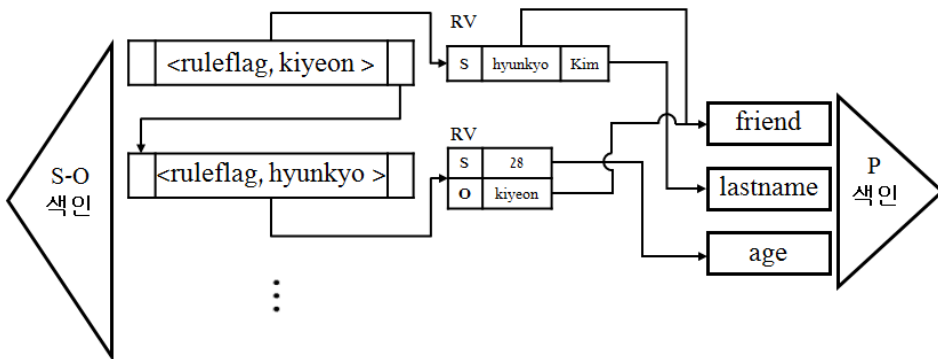 S-O
색인
<ruleflag, kiyeon >
<ruleflag, hyunkyo >
⋮
RV
S hyunkyo Kim
RV
S 28
O kiyeon
friend
lastname
age
P
색인